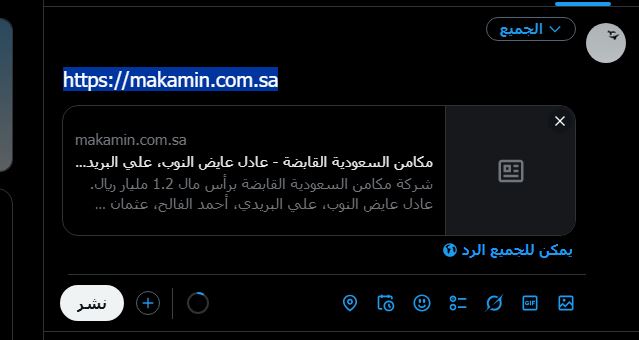 الجميع
https://makamin.com.sa
makamin.com.sa
مكامن السعودية القابضة - عادل عايض النوب، علي البريد...
شركة مكامن السعودية القابضة برأس مال 1.2 مليار ريال.
عادل عايض النوب، علي البريدي، أحمد الفالح، عثمان ...
يمكن للجميع الرد
نشر
GIF